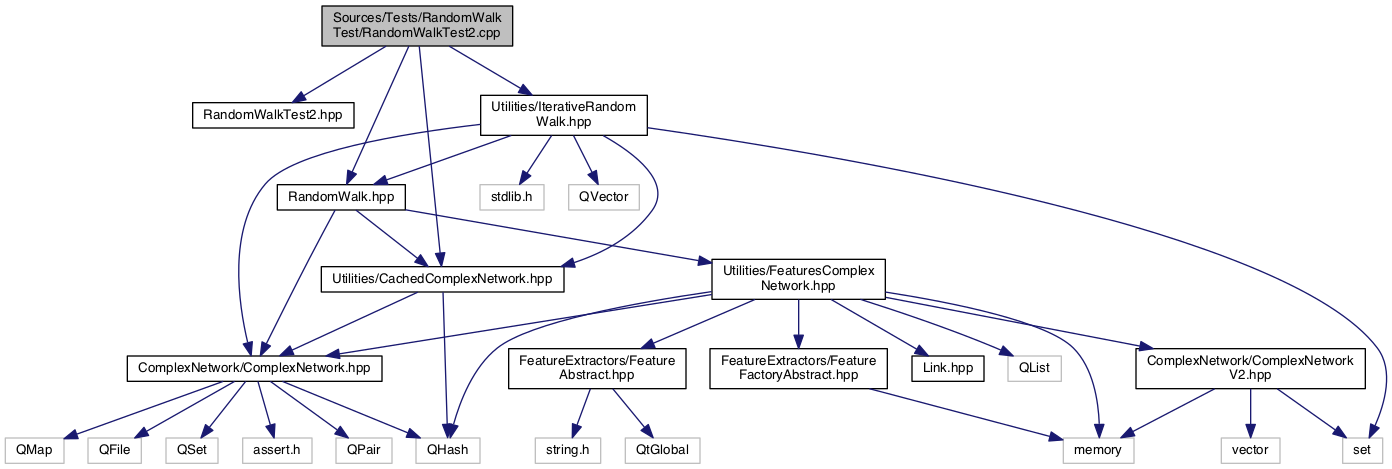 Sources/Tests/RandomWalk
Test/RandomWalkTest2.cpp
RandomWalkTest2.hpp
Utilities/IterativeRandom
Walk.hpp
RandomWalk.hpp
stdlib.h
QVector
Utilities/CachedComplexNetwork.hpp
Utilities/FeaturesComplex
Network.hpp
ComplexNetwork/ComplexNetwork.hpp
FeatureExtractors/Feature
Abstract.hpp
FeatureExtractors/Feature
FactoryAbstract.hpp
Link.hpp
QList
ComplexNetwork/ComplexNetwork
V2.hpp
QMap
QFile
QSet
assert.h
QPair
QHash
string.h
QtGlobal
memory
vector
set